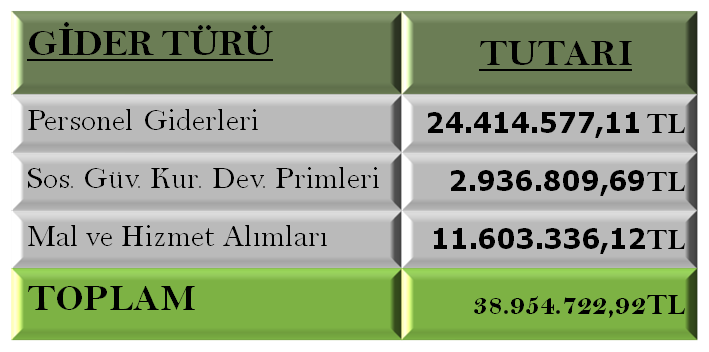 GİDER TÜRÜ TUTARI
Personel Giderleri 24.414.577,11 TL
Sos. Güv. Kur. Dev. Primleri 2.936.809,69TL
Mal ve Hizmet Alımları 11.603.336,12TL
TOPLAM 38.954.722,92TL